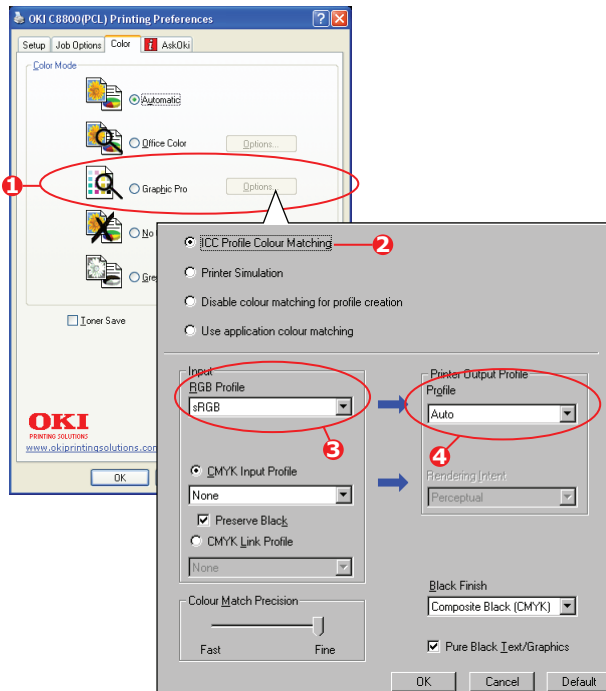 OKI C8800(PCL) Printing Preferences
Setup Job Options Color i AskOki
Color Mode
Automatic
Office Color Options...
1
Graphic Pro Options...
No
Gre
Toner Save
OKI
PRINTING SOLUTIONS
www.okiprintingsolutions.com
OK
ICC Profile Colour Matching
2
Printer Simulation
Disable colour matching for profile creation
Use application colour matching
Input
RGB Profile
sRGB
3
CMYK Input Profile
None
Preserve Black
CMYK Link Profile
None
Colour Match Precision
Fast Fine
Printer Output Profile
Profile
Auto
4
Rendering Intent
Perceptual
Black Finish
Composite Black (CMYK)
Pure Black Text/Graphics
OK Cancel Default